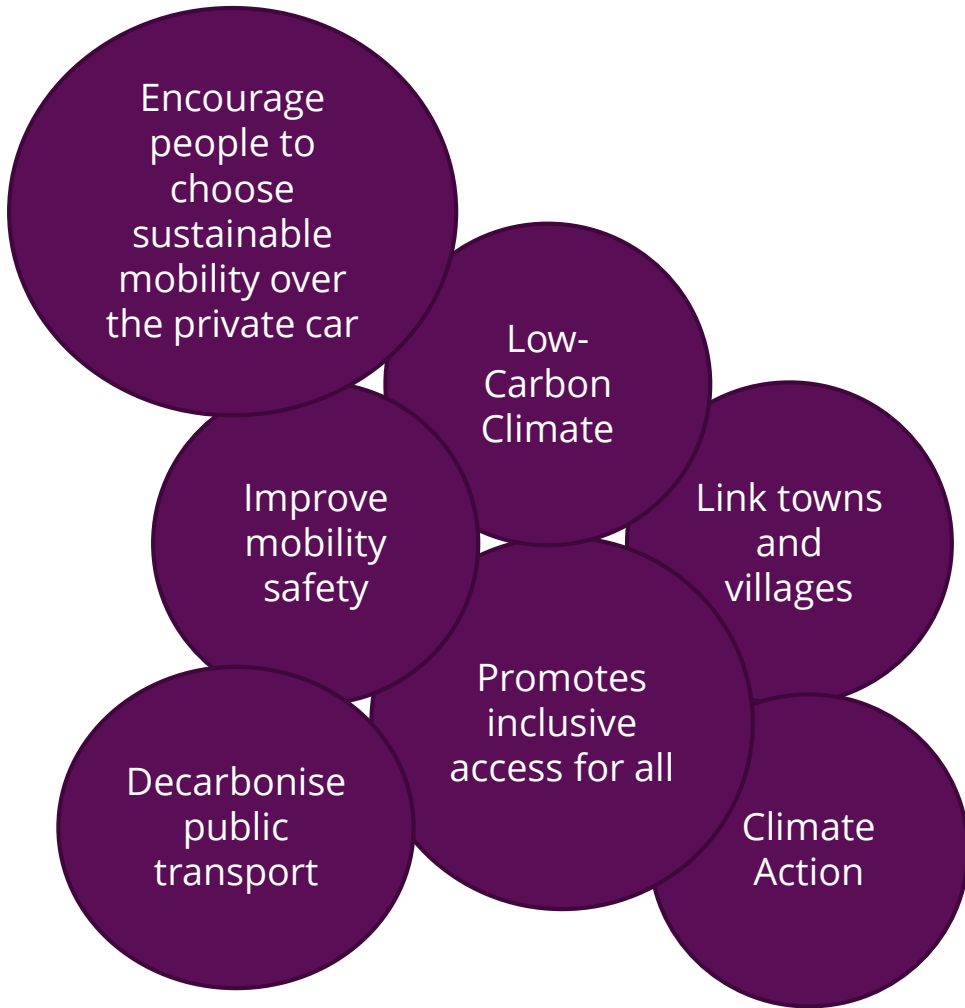 Encourage
people to
choose
sustainable
mobility over
the private car
Low-
Carbon
Climate
Improve
mobility
safety
Link towns
and
villages
Promotes
inclusive
access for all
Decarbonise
public
transport
Climate
Action